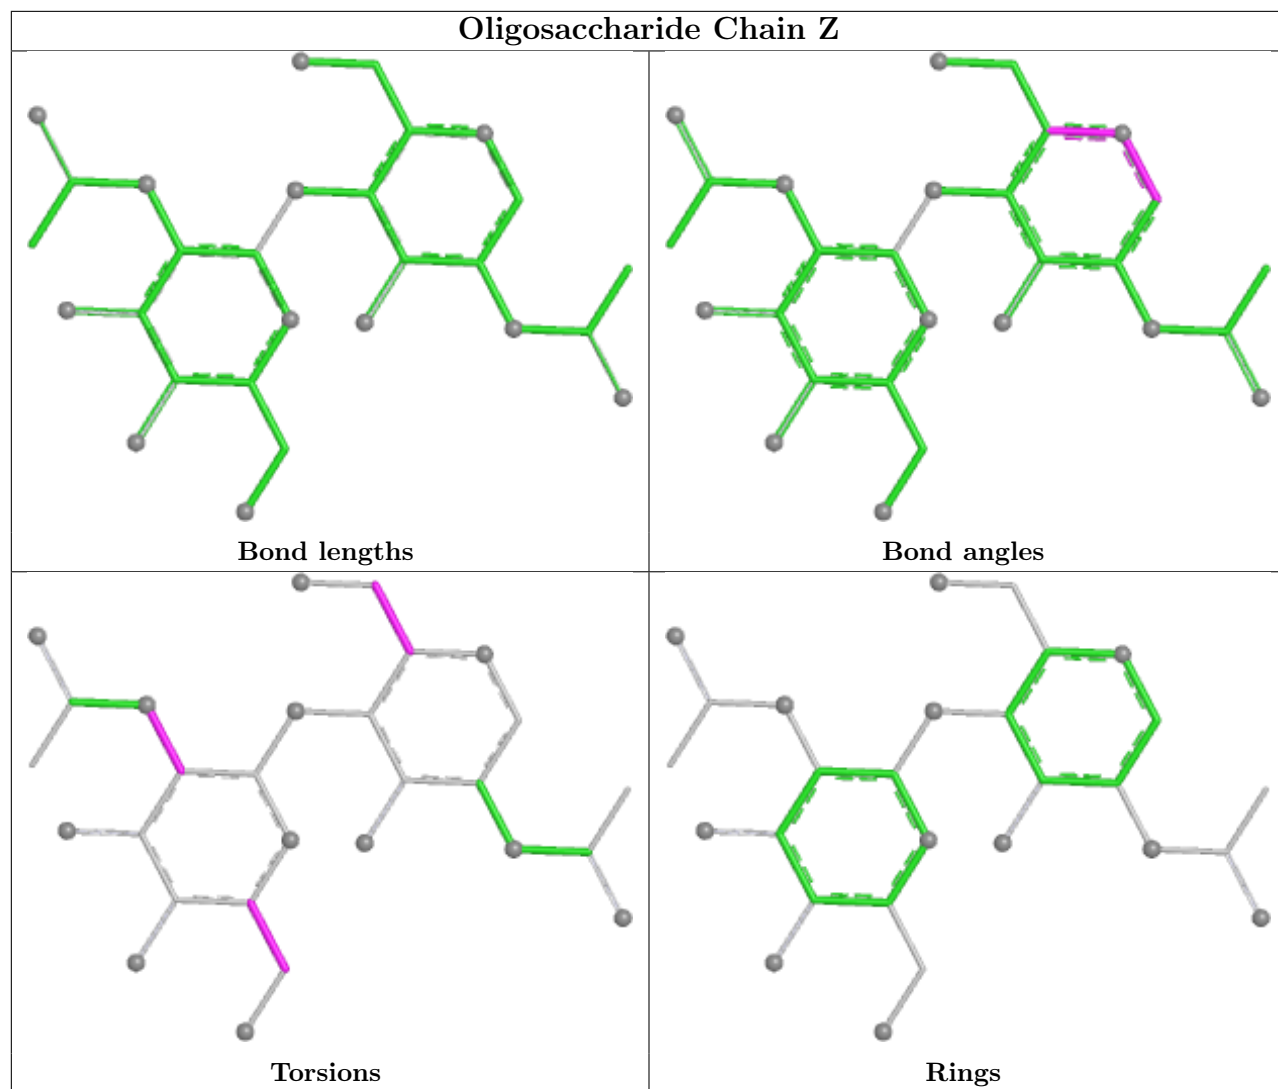 Oligosaccharide Chain Z
Bond lengths
Bond angles
Torsions
Rings